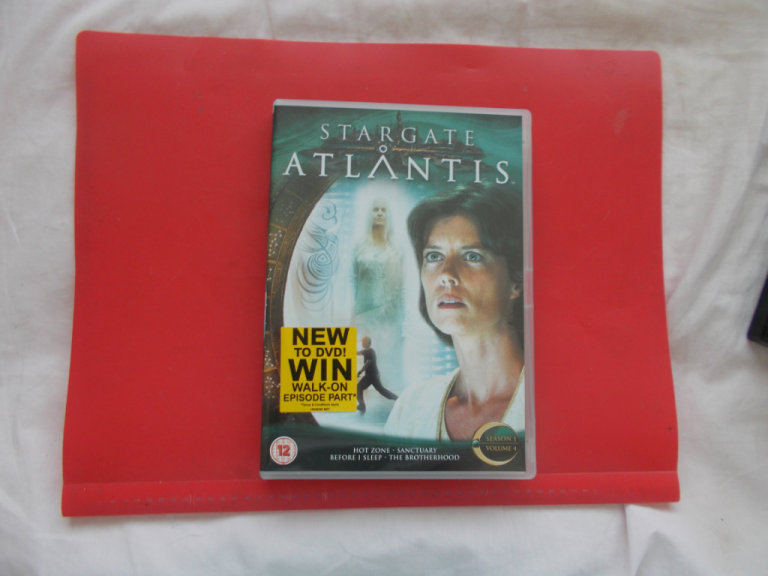 STARGATE
ATLANTIS
NEW
TO DVD!
WIN
WALK-ON
EPISODE PART*
12
HOT ZONE · SANCTUARY
BEFORE I SLEEP · THE BROTHERHOOD
SEASON 1
VOLUME 4